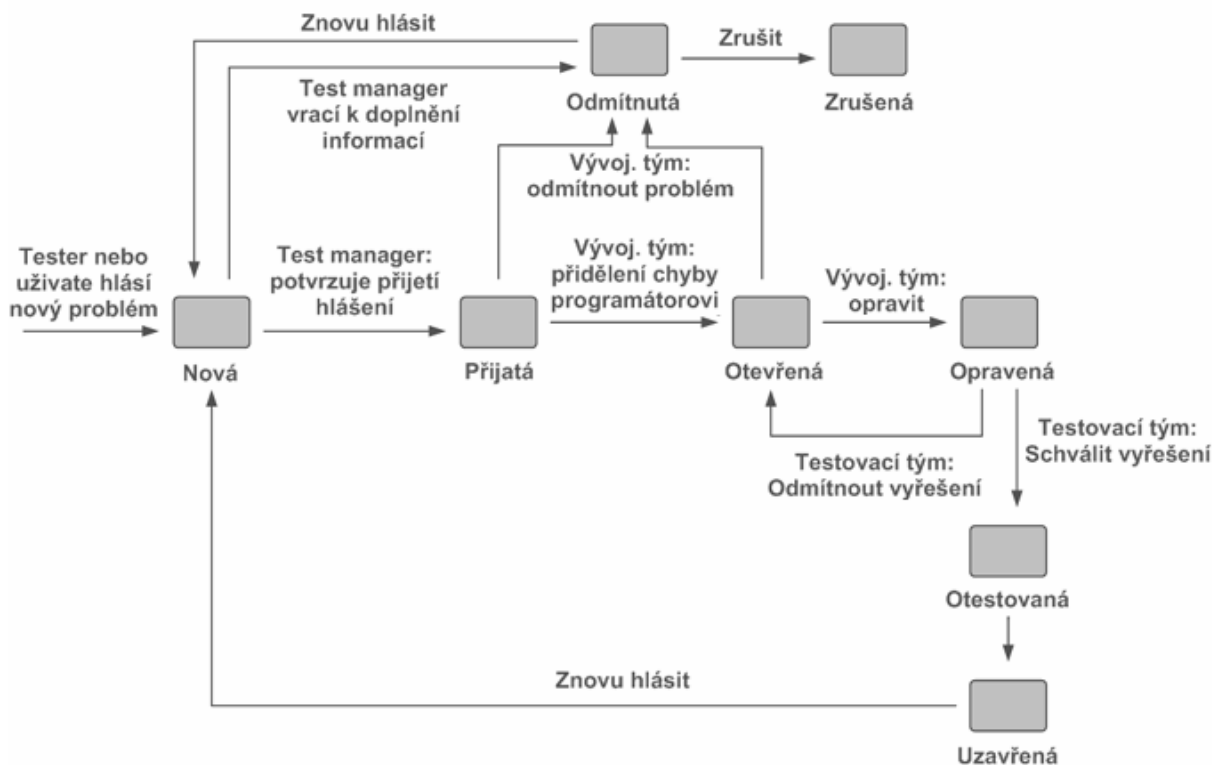 Znovu hlásit
Zrušit
Test manager
vrací k doplnění
informací
Odmítnutá
Zrušená
Vývoj. tým:
odmítnout problém
Tester nebo
uživate hlásí
nový problém
Test manager:
potvrzuje přijetí
hlášení
Vývoj. tým:
přidělení chyby
programátorovi
Vývoj. tým:
opravit
Nová
Přijatá
Otevřená
Opravená
Testovací tým:
Schválit vyřešení
Testovací tým:
Odmítnout vyřešení
Otestovaná
Znovu hlásit
Uzavřená